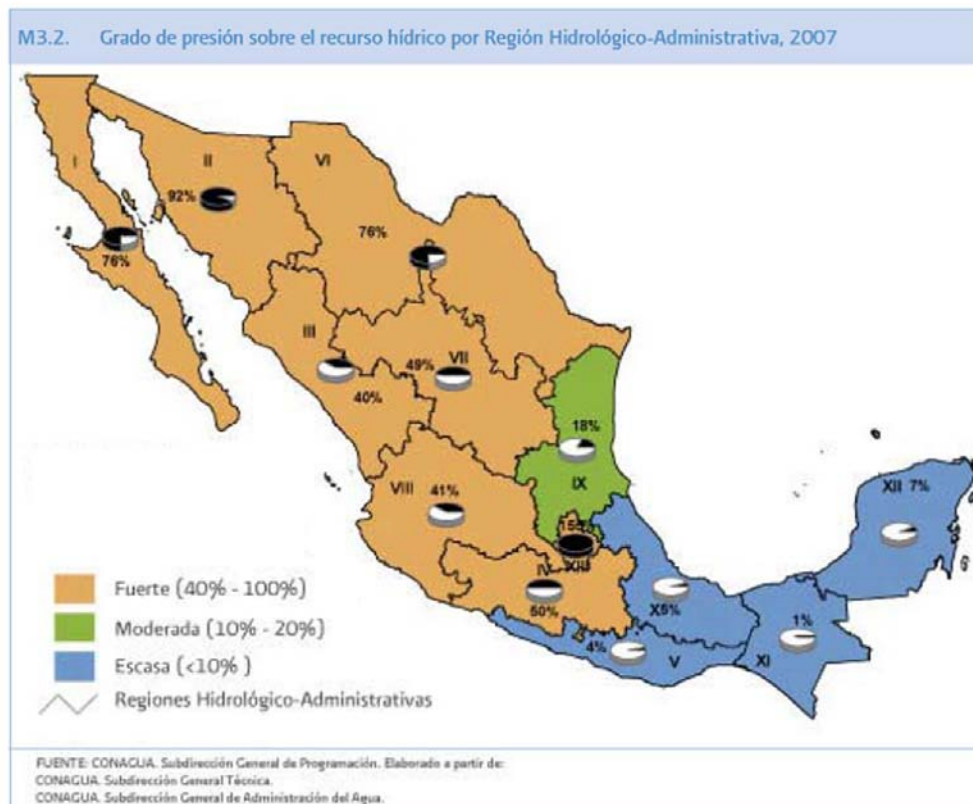 M3.2. Grado de presión sobre el recurso hídrico por Región Hidrológico-Administrativa, 2007
I
II
VI
92%
76%
76%
III
VII
49%
40%
18%
VIII
41%
IX
XII 7%
XIII
IV
50%
X5%
1%
4%
V
XI
Fuerte (40% - 100%)
Moderada (10% - 20%)
Escasa (<10% )
Regiones Hidrológico-Administrativas
FUENTE: CONAGUA. Subdirección General de Programación. Elaborado a partir de:
CONAGUA. Subdirección General Técnica.
CONAGUA. Subdirección General de Administración del Agua.